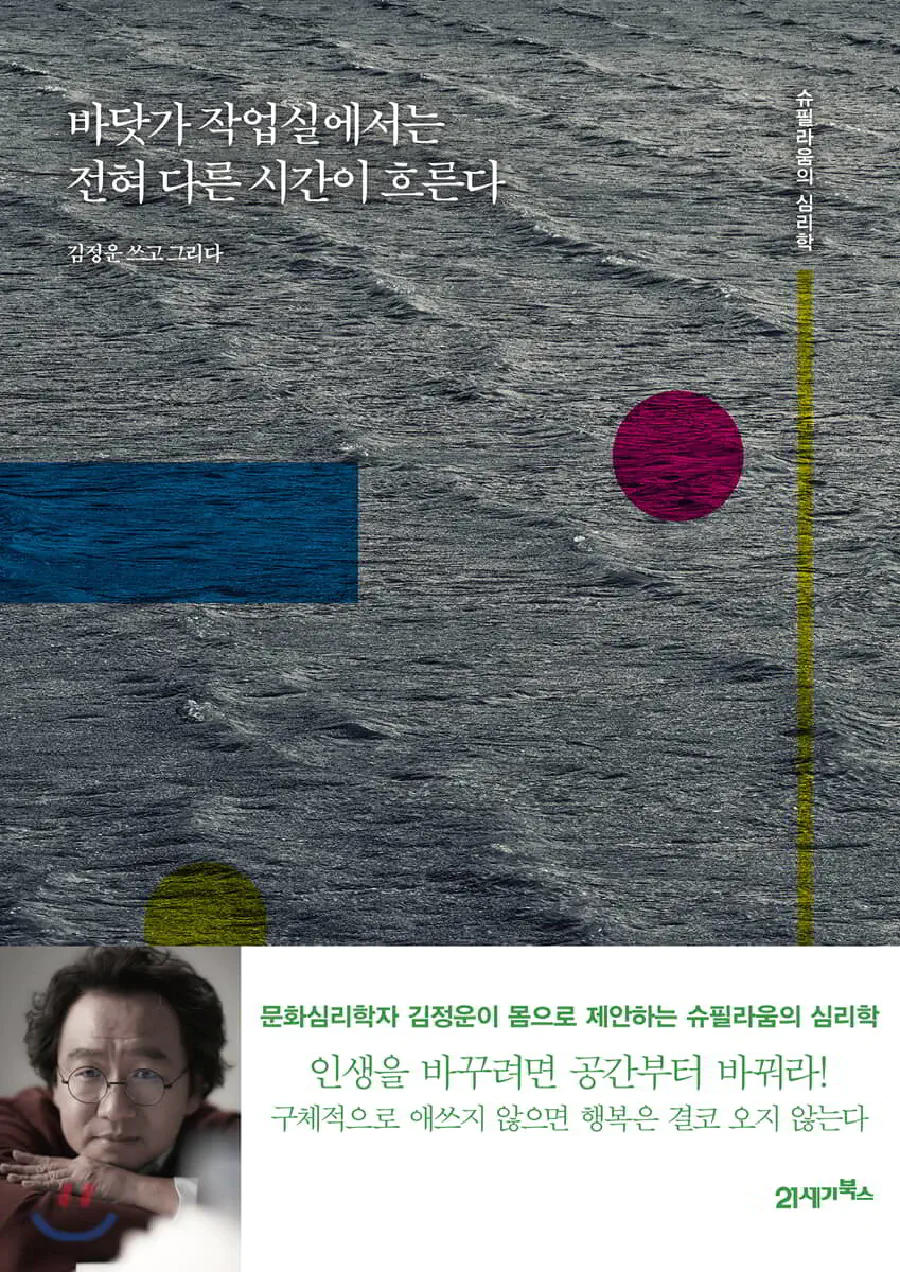 바닷가 작업실에서는
전혀 다른 시간이 흐른다
김정운 쓰고 그리다
슈필라움의 심리학
문화심리학자 김정운이 몸으로 제안하는 슈필라움의 심리학
인생을 바꾸려면 공간부터 바꿔라!
구체적으로 애쓰지 않으면 행복은 결코 오지 않는다
21세기북스